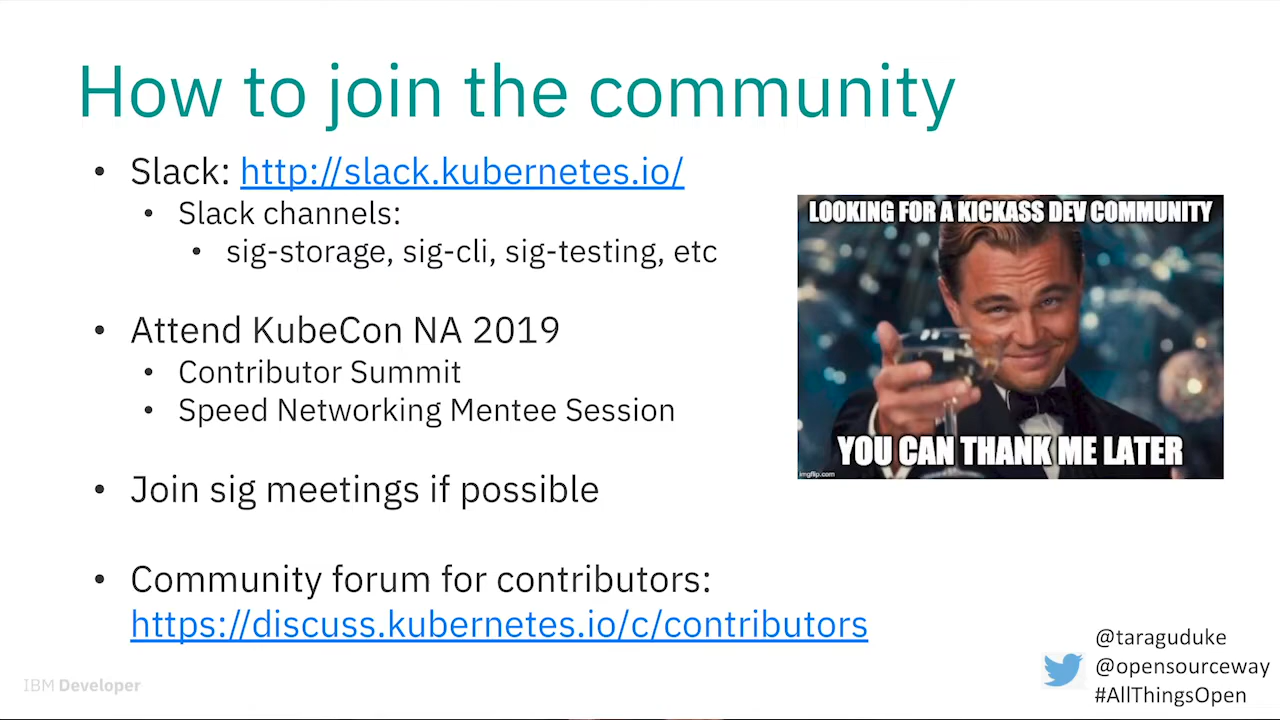 How to join the community
• Slack: http://slack.kubernetes.io/
• Slack channels:
• sig-storage, sig-cli, sig-testing, etc
• Attend KubeCon NA 2019
• Contributor Summit
• Speed Networking Mentee Session
• Join sig meetings if possible
• Community forum for contributors:
https://discuss.kubernetes.io/c/contributors
LOOKING FOR A KICKASS DEV COMMUNITY
YOU CAN THANK ME LATER
imgflip.com
IBM Developer
@taraguduke
@opensourceway
#AllThingsOpen